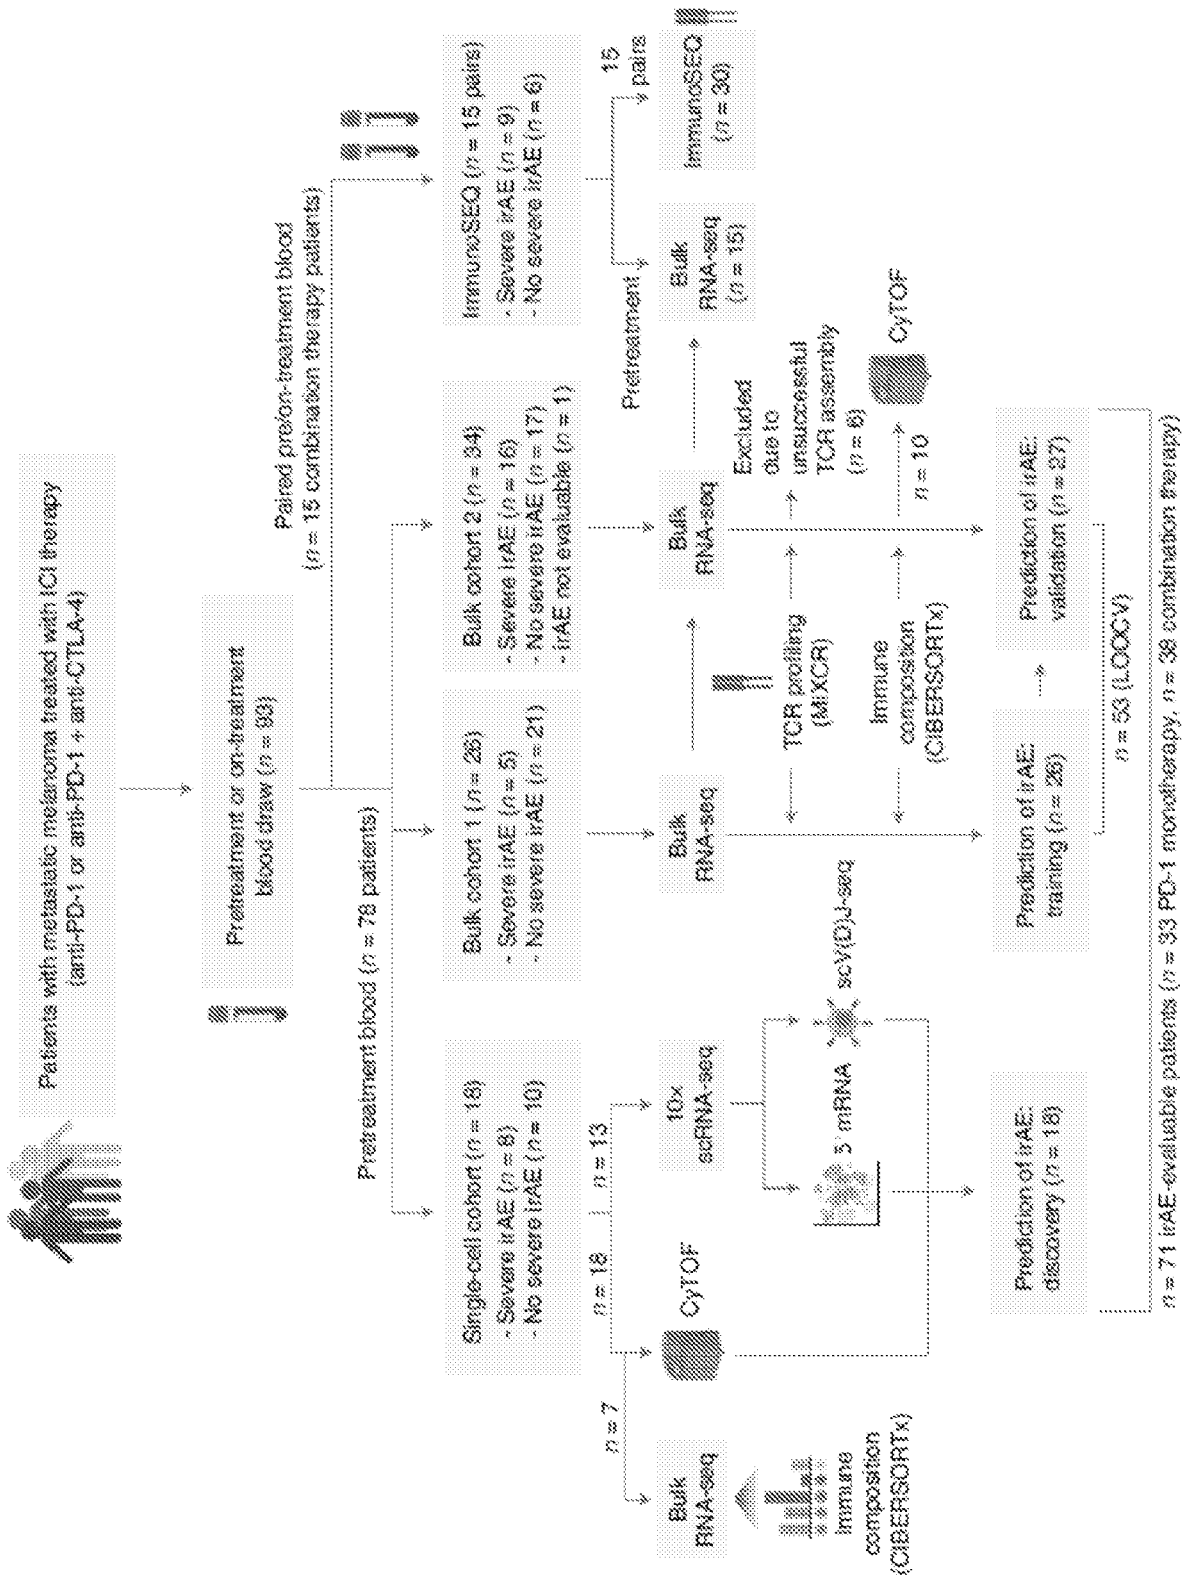 Patients with metastatic melanoma treated with ICI therapy
(anti-PD-1 or anti-PD-1 + anti-CTLA-4)
Pretreatment or on-treatment
blood draw (n = 93)
Pretreatment blood (n = 78 patients)
Paired pre/on-treatment blood
(n = 15 combination therapy patients)
Single-cell cohort (n = 18)
- Severe irAE (n = 8)
- No severe irAE (n = 10)
Bulk cohort 1 (n = 26)
- Severe irAE (n = 5)
- No severe irAE (n = 21)
Bulk cohort 2 (n = 34)
- Severe irAE (n = 16)
- No severe irAE (n = 17)
- irAE not evaluable (n = 1)
ImmunoSEQ (n = 15 pairs)
- Severe irAE (n = 9)
- No severe irAE (n = 6)
n = 7
n = 18
n = 13
Pretreatment
15
pairs
Bulk
RNA-seq
CyTOF
10x
scRNA-seq
Bulk
RNA-seq
Bulk
RNA-seq
Bulk
RNA-seq
(n = 15)
ImmunoSEQ
(n = 30)
Immune
composition
(CIBERSORTx)
5' mRNA
scV(D)J-seq
TCR profiling
(MiXCR)
Excluded
due to
unsuccessful
TCR assembly
(n = 6)
Immune
composition
(CIBERSORTx)
n = 10
CyTOF
Prediction of irAE:
discovery (n = 18)
Prediction of irAE:
training (n = 26)
Prediction of irAE:
validation (n = 27)
n = 53 (LOOCV)
n = 71 irAE-evaluable patients (n = 33 PD-1 monotherapy, n = 38 combination therapy)